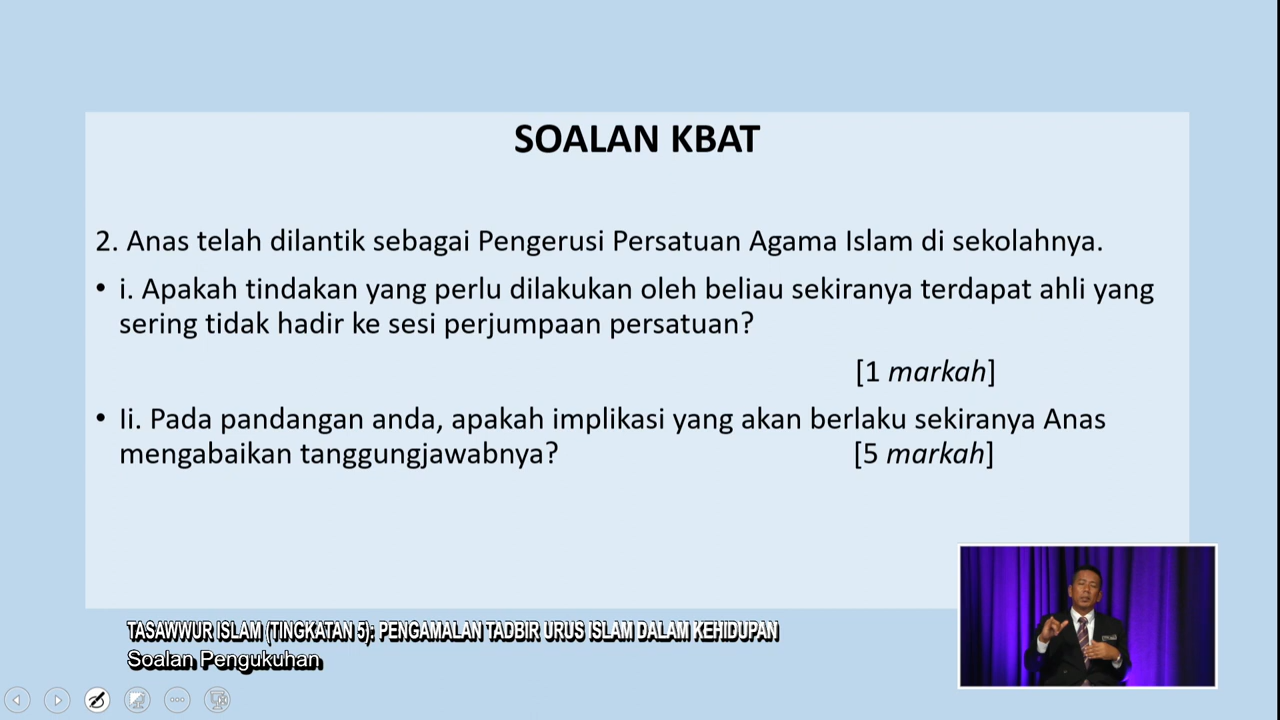 SOALAN KBAT
2. Anas telah dilantik sebagai Pengerusi Persatuan Agama Islam di sekolahnya.
• i. Apakah tindakan yang perlu dilakukan oleh beliau sekiranya terdapat ahli yang
sering tidak hadir ke sesi perjumpaan persatuan?
[1 markah]
• Ii. Pada pandangan anda, apakah implikasi yang akan berlaku sekiranya Anas
mengabaikan tanggungjawabnya? [5 markah]
TASAWWUR ISLAM (TINGKATAN 5): PENGAMALAN TADBIR URUS ISLAM DALAM KEHIDUPAN
Soalan Pengukuhan